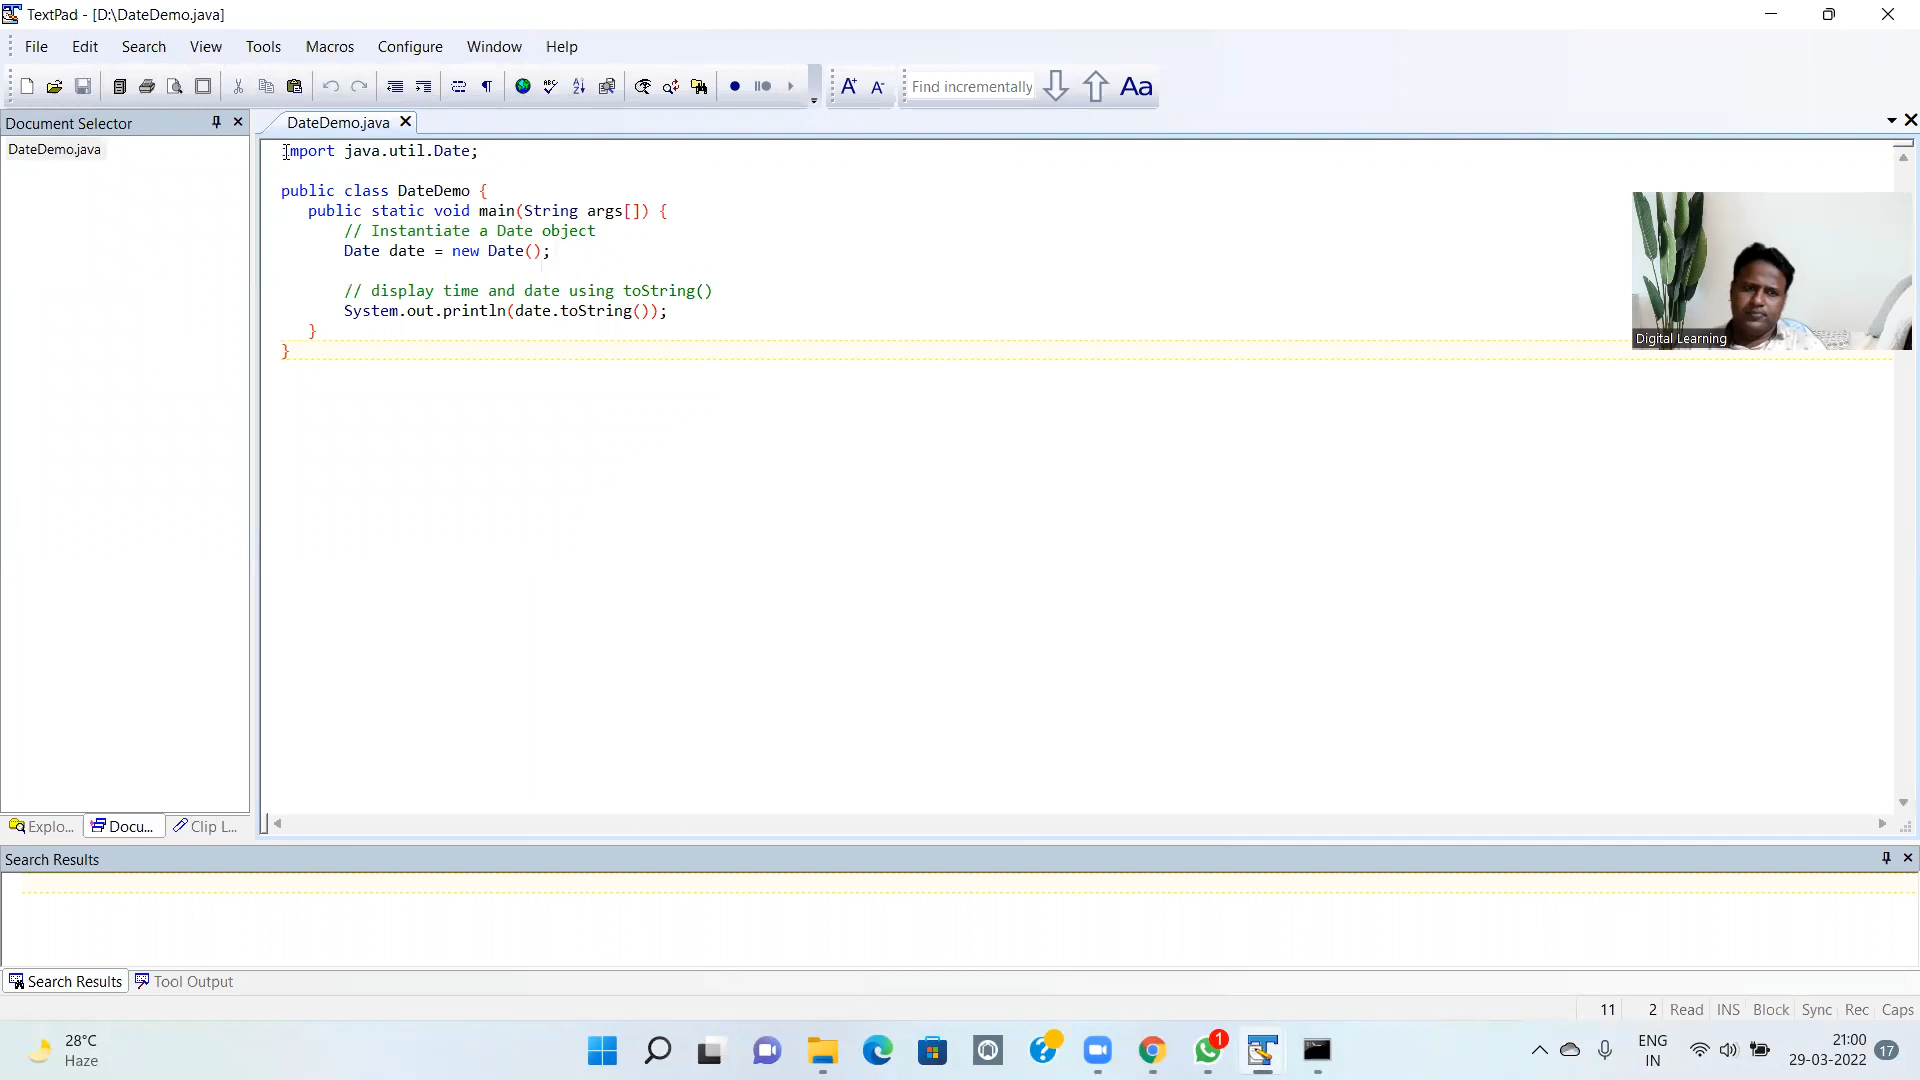 TextPad - [D:\DateDemo.java]
File Edit Search View Tools Macros Configure Window Help
Find incrementally Aa
Document Selector
DateDemo.java
DateDemo.java
import java.util.Date;
public class DateDemo {
public static void main(String args[]) {
// Instantiate a Date object
Date date = new Date();
// display time and date using toString()
System.out.println(date.toString());
}
}
Digital Learning
Explo... Docu... Clip L...
Search Results
Search Results Tool Output
11 2 Read INS Block Sync Rec Caps
28°C
Haze
1
ENG
IN
21:00
29-03-2022
17